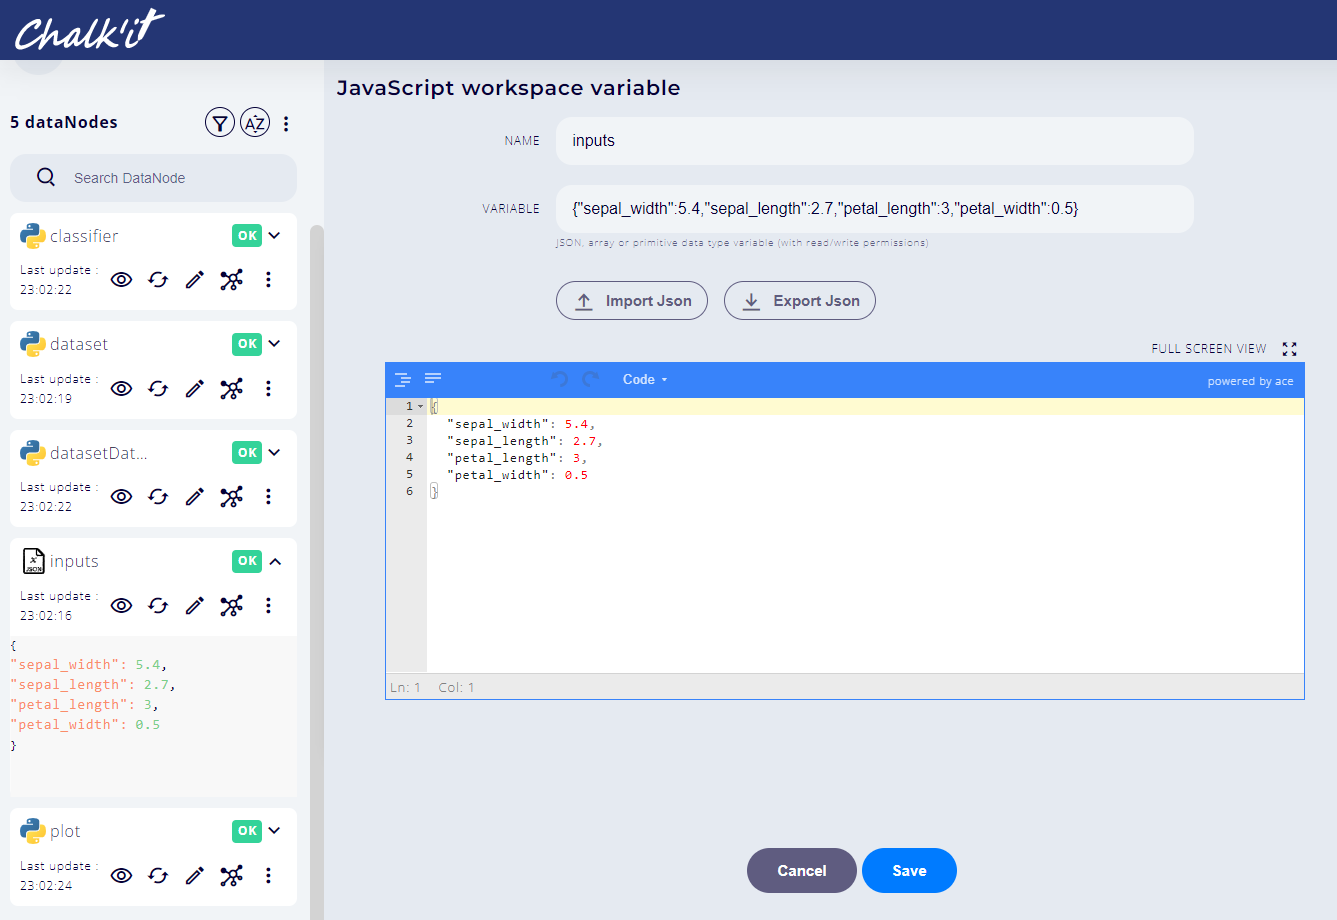 Chalk'it
5 dataNodes
AZ
Search DataNode
classifier
OK
Last update :
23:02:22
dataset
OK
Last update :
23:02:19
datasetDat...
OK
Last update :
23:02:22
inputs
OK
Last update :
23:02:16
{
"sepal_width": 5.4,
"sepal_length": 2.7,
"petal_length": 3,
"petal_width": 0.5
}
plot
OK
Last update :
23:02:24
JavaScript workspace variable
NAME inputs
VARIABLE {"sepal_width":5.4,"sepal_length":2.7,"petal_length":3,"petal_width":0.5}
JSON, array or primitive data type variable (with read/write permissions)
Import Json Export Json
FULL SCREEN VIEW
Code powered by ace
1 {
2 "sepal_width": 5.4,
3 "sepal_length": 2.7,
4 "petal_length": 3,
5 "petal_width": 0.5
6 }
Ln: 1 Col: 1
Cancel Save